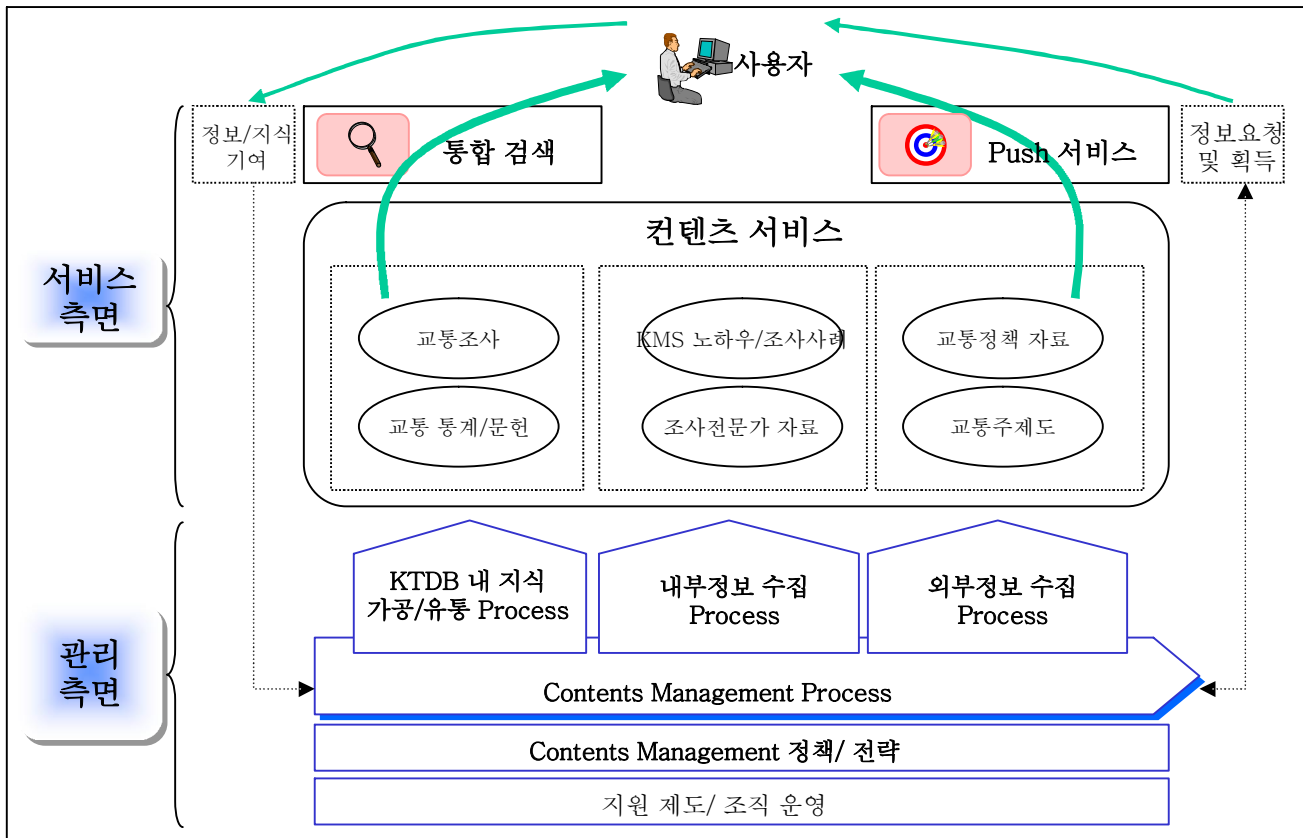 사용자
정보/지식
기여
통합 검색
Push 서비스
정보요청
및 획득
컨텐츠 서비스
서비스
측면
교통조사
KMS 노하우/조사사례
교통정책 자료
교통 통계/문헌
조사전문가 자료
교통주제도
KTDB 내 지식
가공/유통 Process
내부정보 수집
Process
외부정보 수집
Process
관리
측면
Contents Management Process
Contents Management 정책/ 전략
지원 제도/ 조직 운영